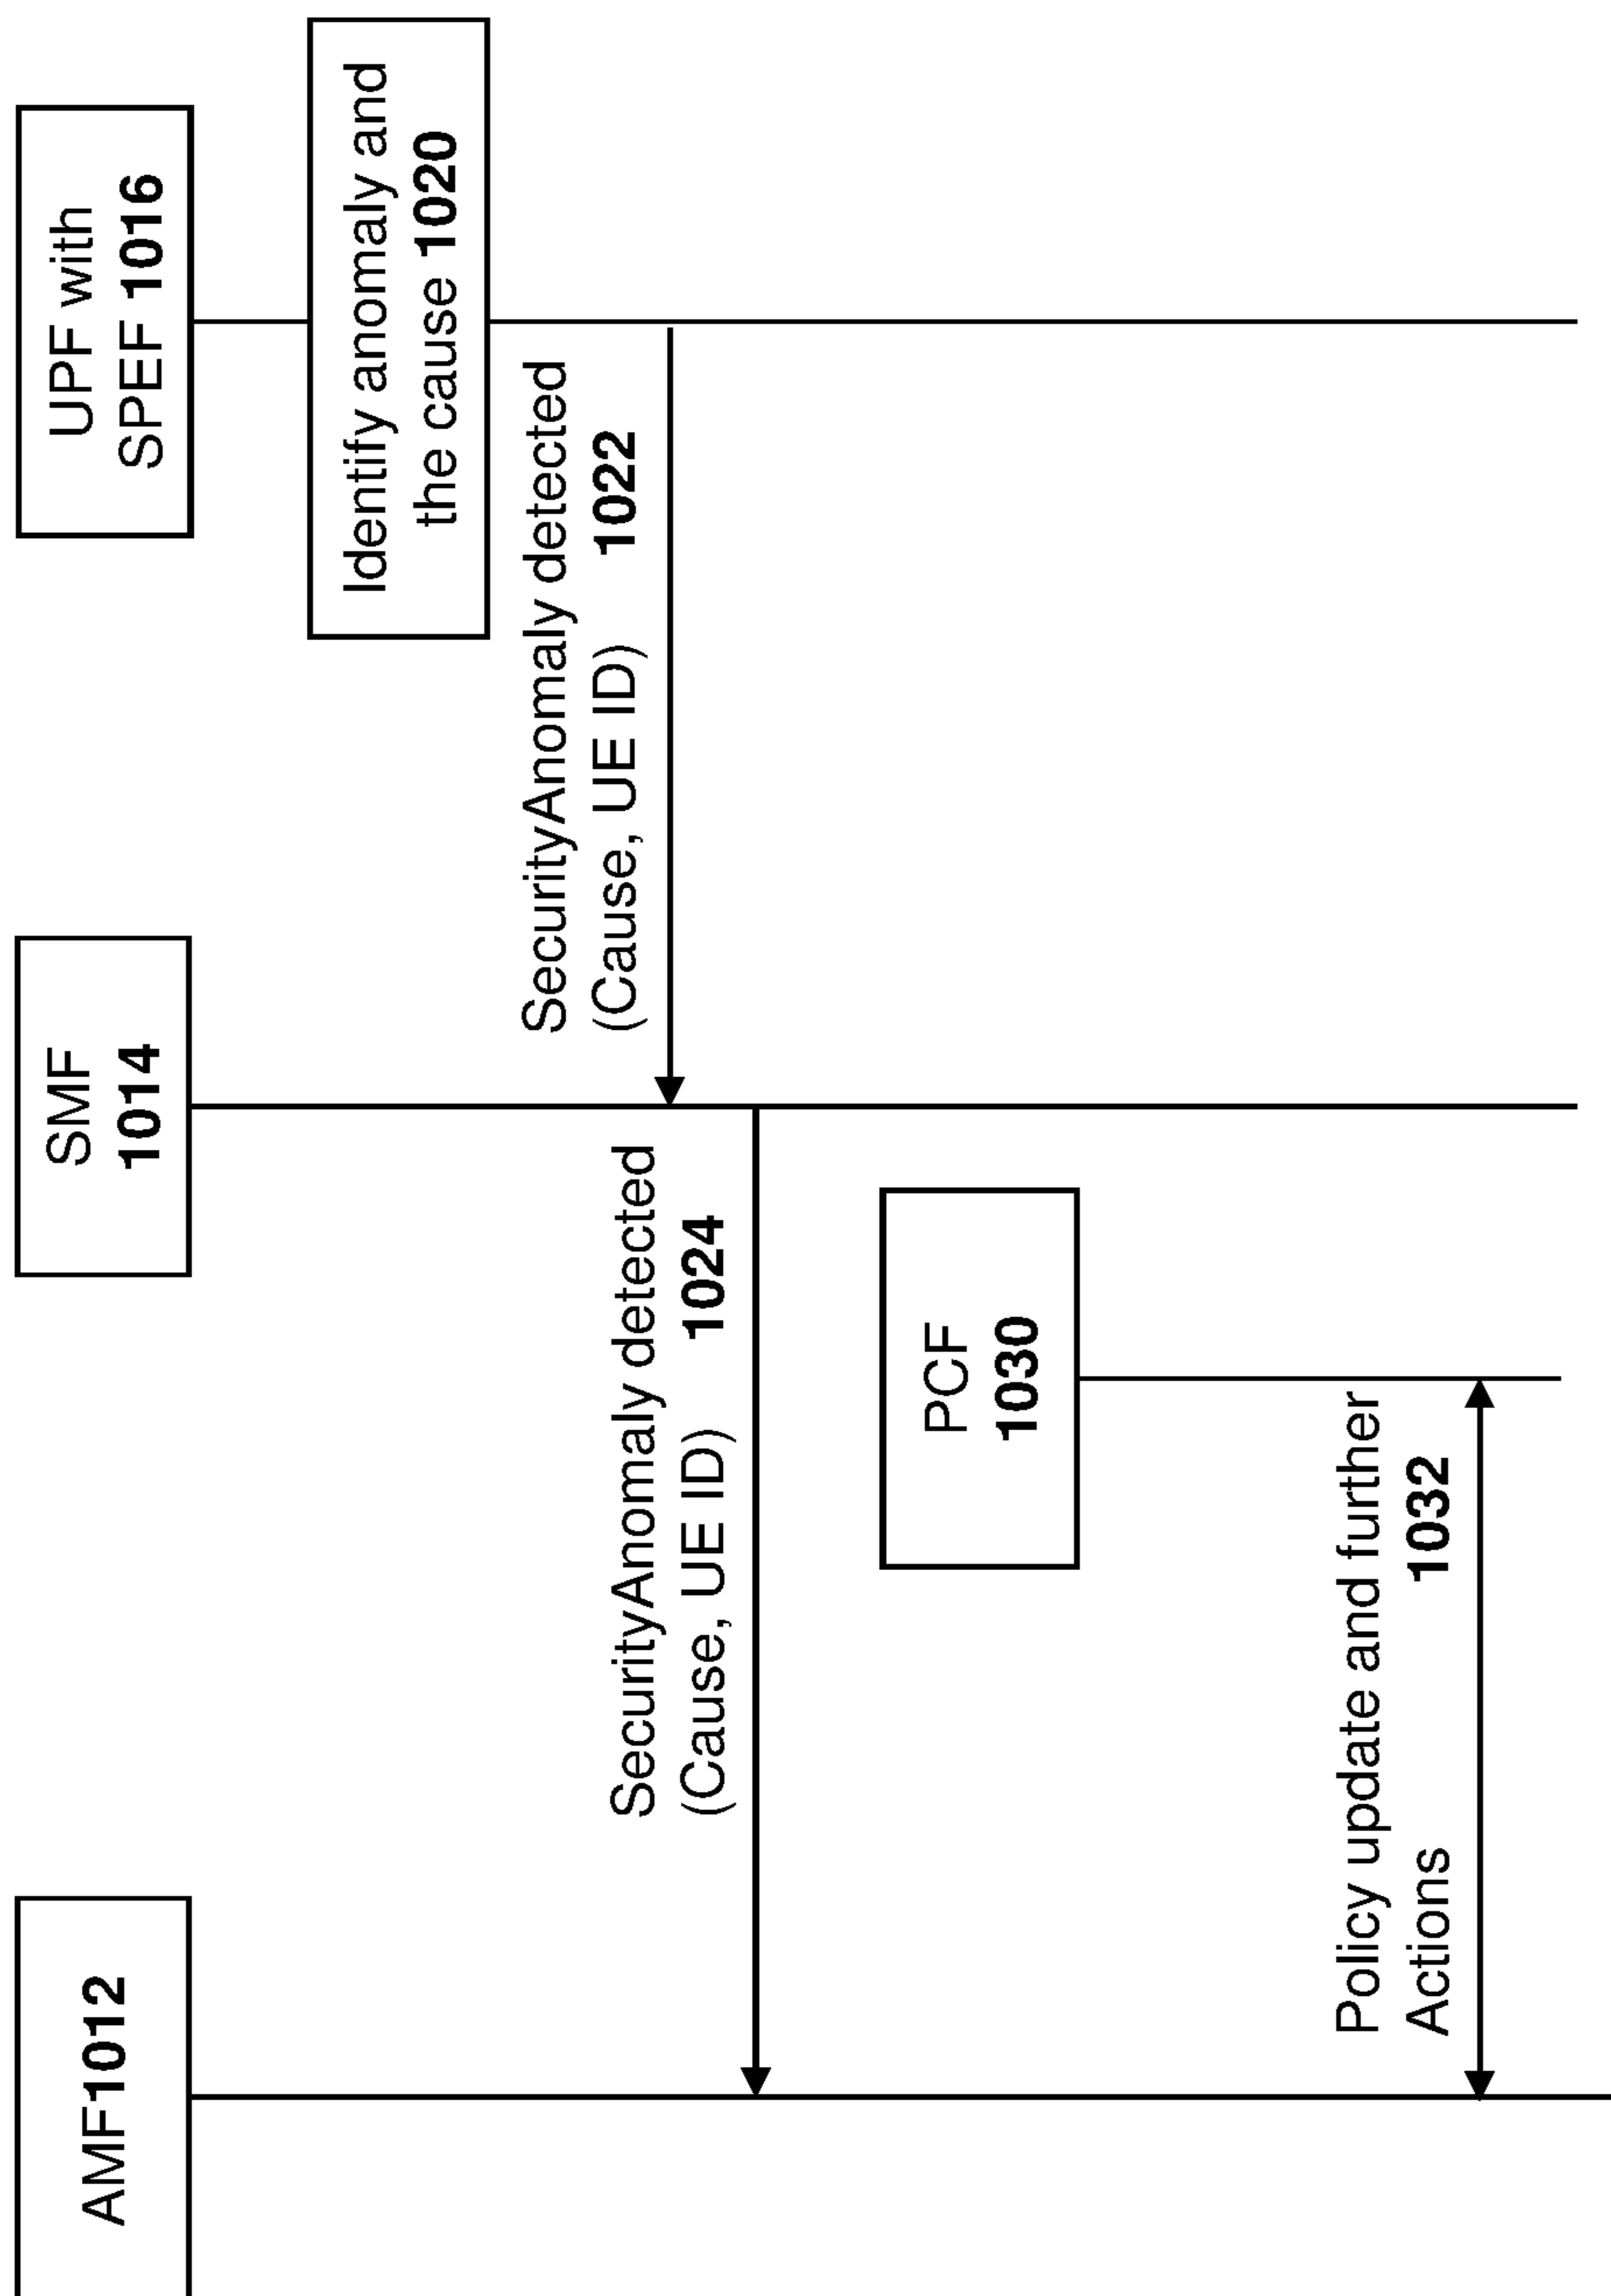 AMF1012
SMF
1014
UPF with
SPEF 1016
Identify anomaly and
the cause 1020
SecurityAnomaly detected
(Cause, UE ID) 1022
SecurityAnomaly detected
(Cause, UE ID) 1024
PCF
1030
Policy update and further
Actions 1032